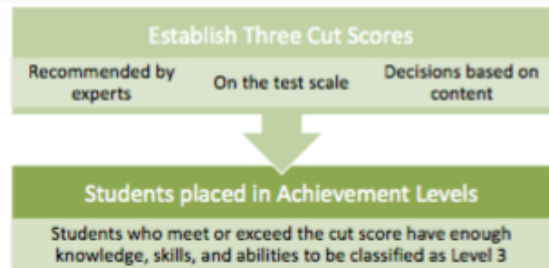 Establish Three Cut Scores
Recommended by
experts
On the test scale
Decisions based on
content
Students placed in Achievement Levels
Students who meet or exceed the cut score have enough
knowledge, skills, and abilities to be classified as Level 3